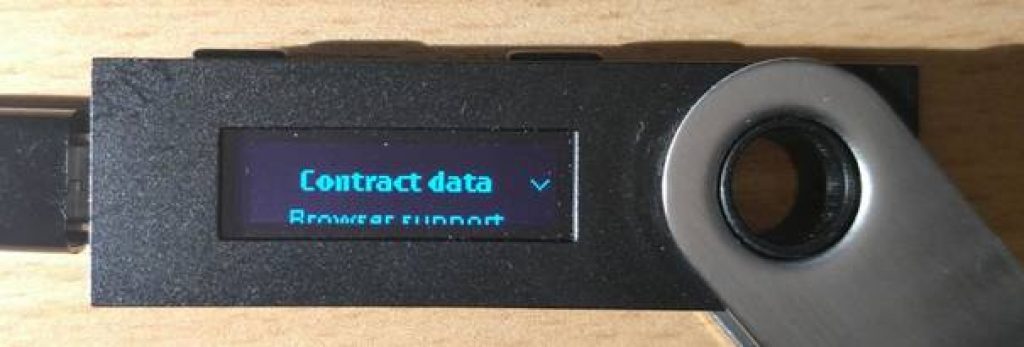 Contract data
Browser support